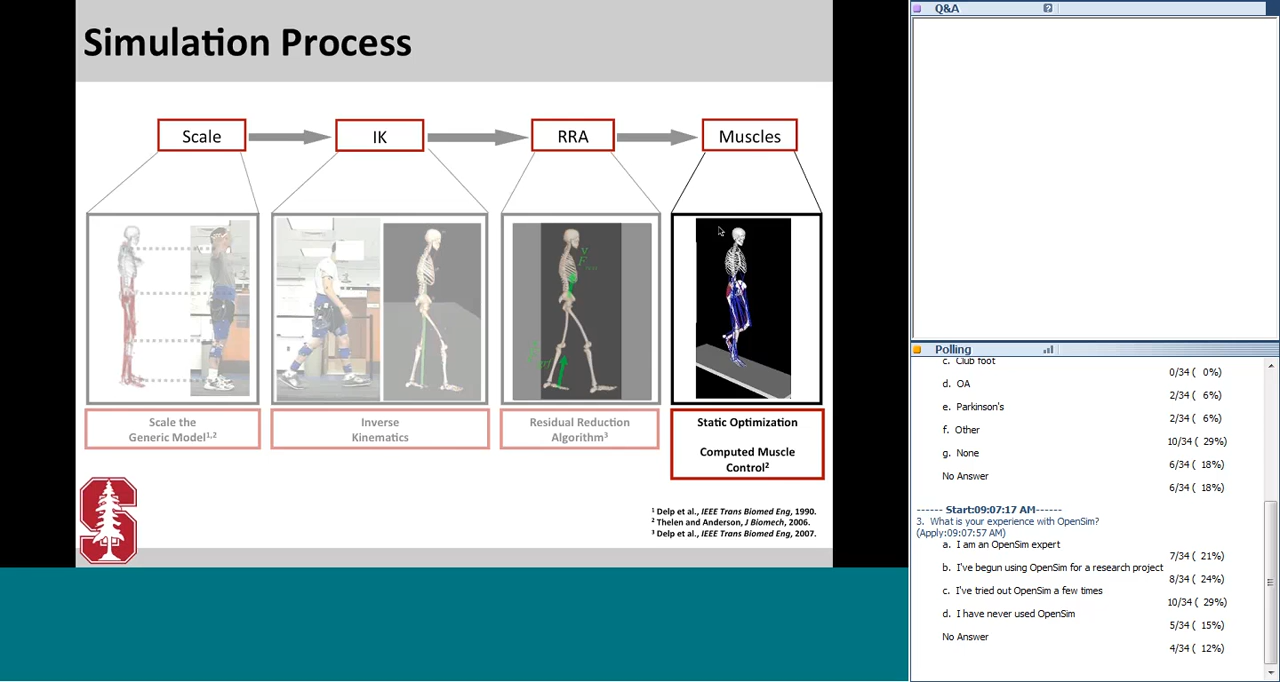 Simulation Process
Scale
IK
RRA
Muscles
Scale the
Generic Model1,2
Inverse
Kinematics
Residual Reduction
Algorithm3
Static Optimization
Computed Muscle
Control2
1 Delp et al., IEEE Trans Biomed Eng, 1990.
2 Thelen and Anderson, J Biomech, 2006.
3 Delp et al., IEEE Trans Biomed Eng, 2007.
Q&A
Polling
c. Club foot
0/34 ( 0%)
d. OA
2/34 ( 6%)
e. Parkinson's
2/34 ( 6%)
f. Other
10/34 ( 29%)
g. None
6/34 ( 18%)
No Answer
6/34 ( 18%)
------ Start:09:07:17 AM------
3. What is your experience with OpenSim?
(Apply:09:07:57 AM)
a. I am an OpenSim expert
7/34 ( 21%)
b. I've begun using OpenSim for a research project
8/34 ( 24%)
c. I've tried out OpenSim a few times
10/34 ( 29%)
d. I have never used OpenSim
5/34 ( 15%)
No Answer
4/34 ( 12%)